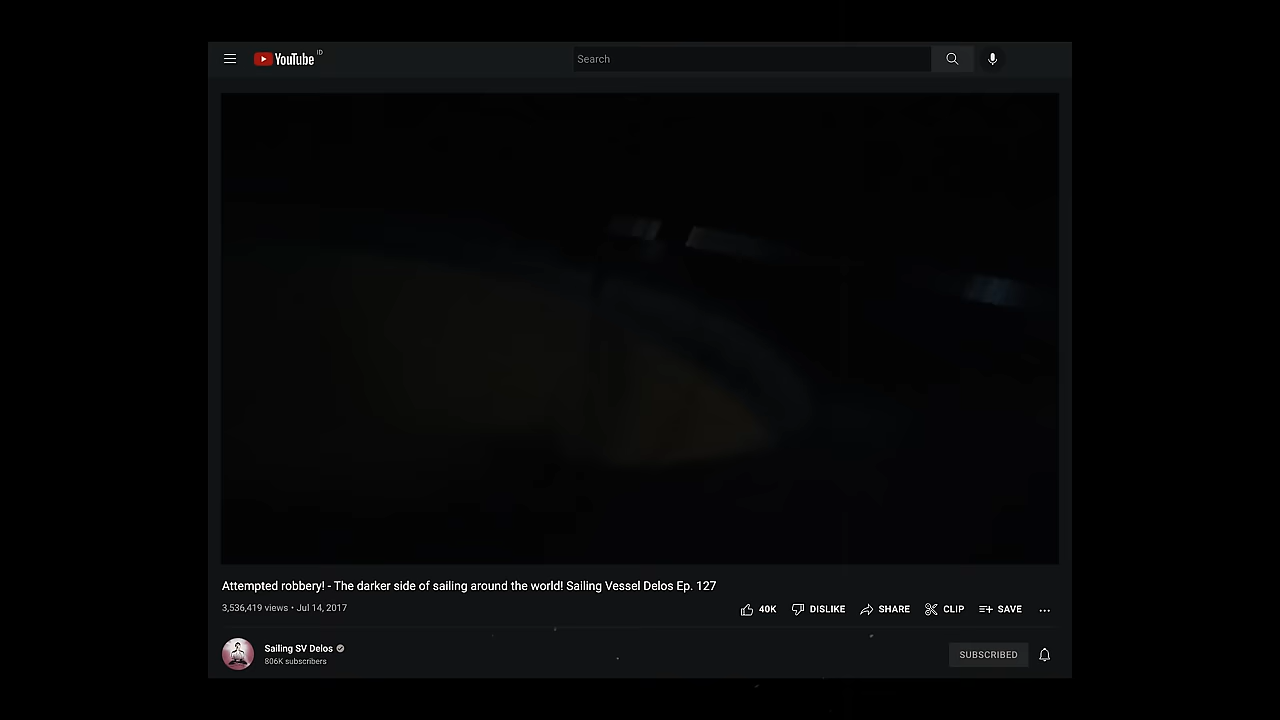 YouTube ID
Search
Attempted robbery! - The darker side of sailing around the world! Sailing Vessel Delos Ep. 127
3,536,419 views • Jul 14, 2017
40K DISLIKE SHARE CLIP SAVE
Sailing SV Delos
806K subscribers
SUBSCRIBED